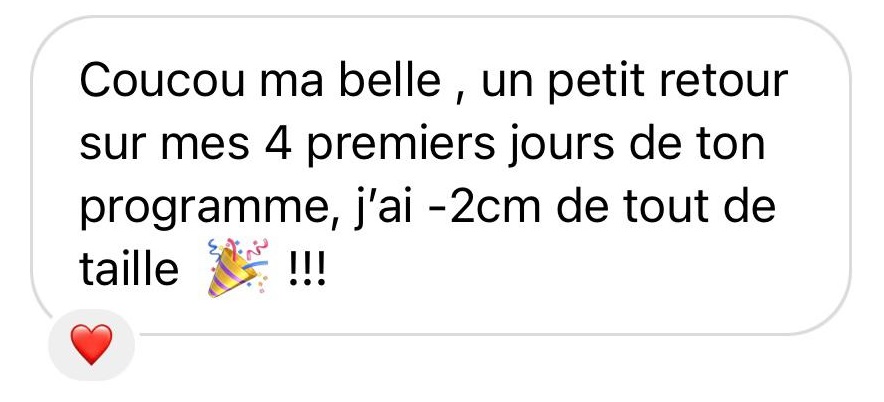 Coucou ma belle , un petit retour
sur mes 4 premiers jours de ton
programme, j’ai -2cm de tout de
taille 🎉 !!!